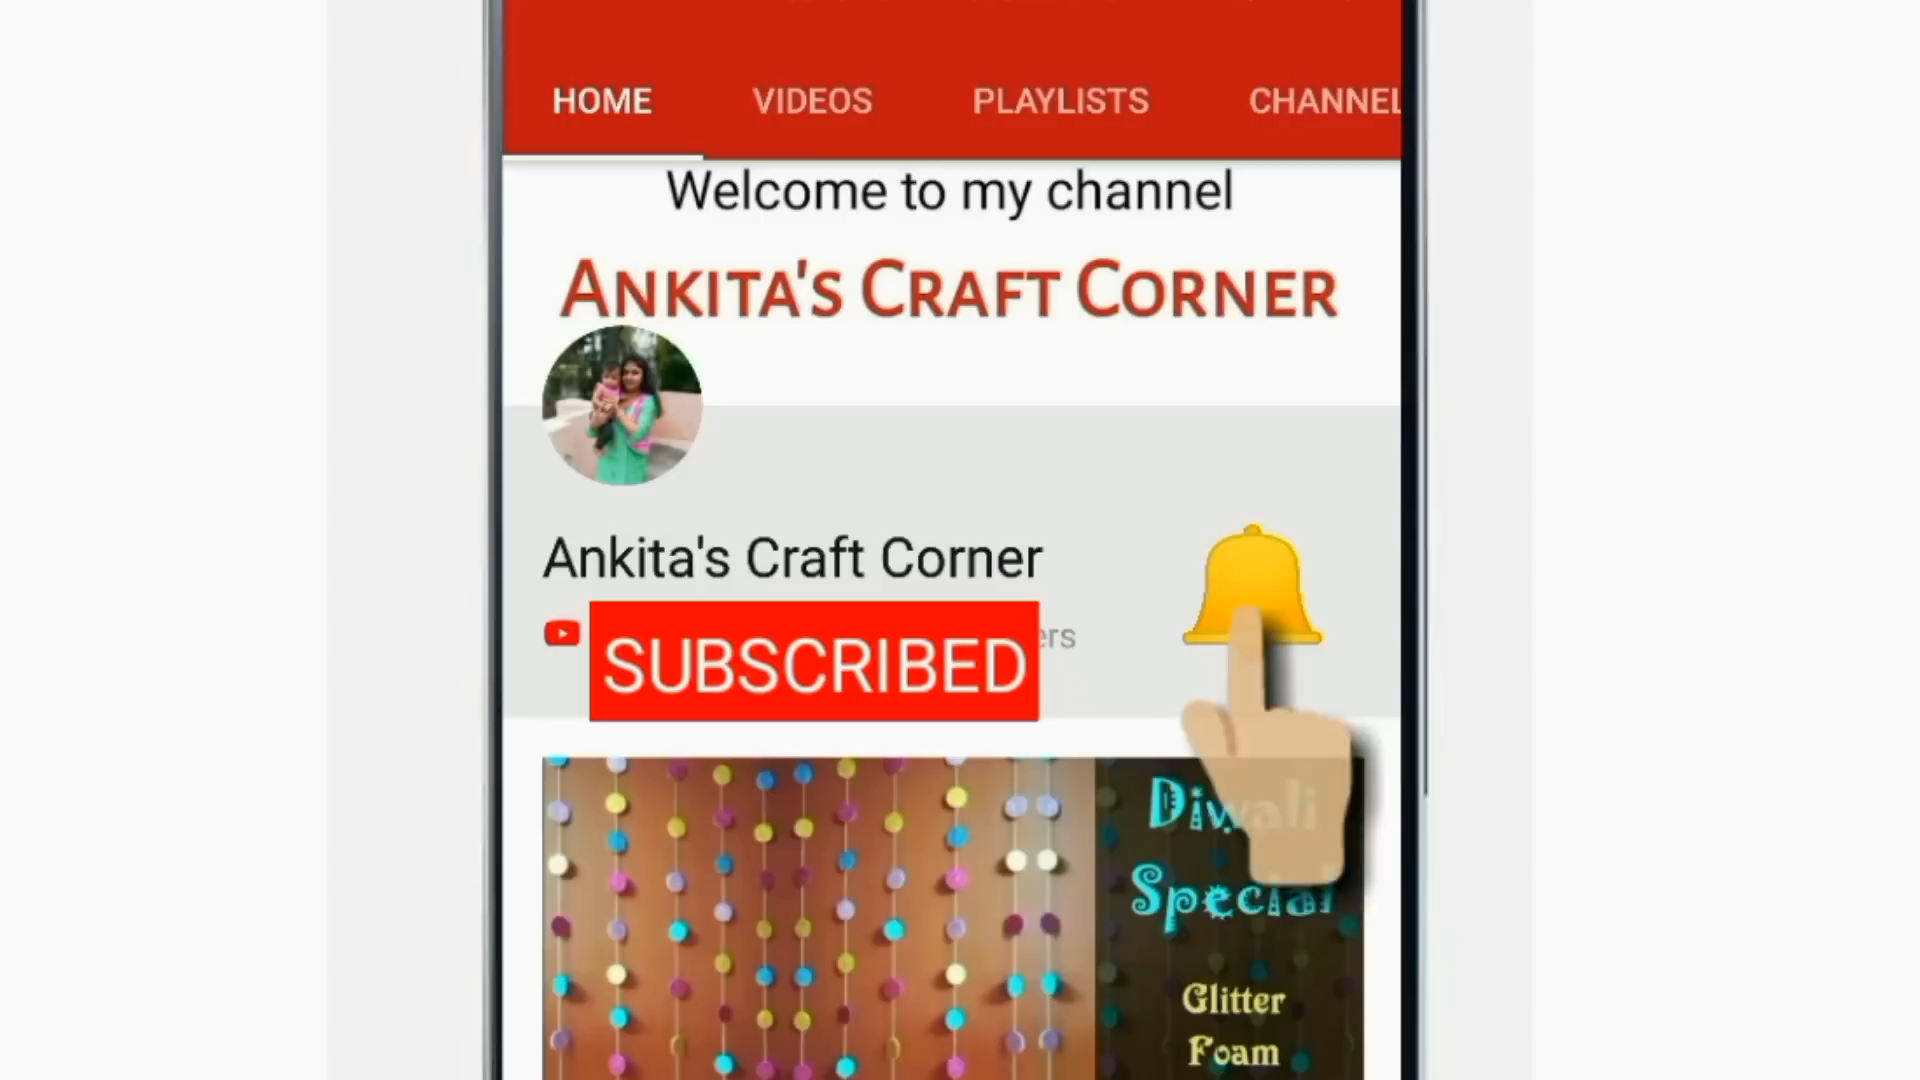 HOME VIDEOS PLAYLISTS CHANNEL
Welcome to my channel
ANKITA'S CRAFT CORNER
Ankita's Craft Corner
SUBSCRIBED
Diwali
Special
Glitter
Foam